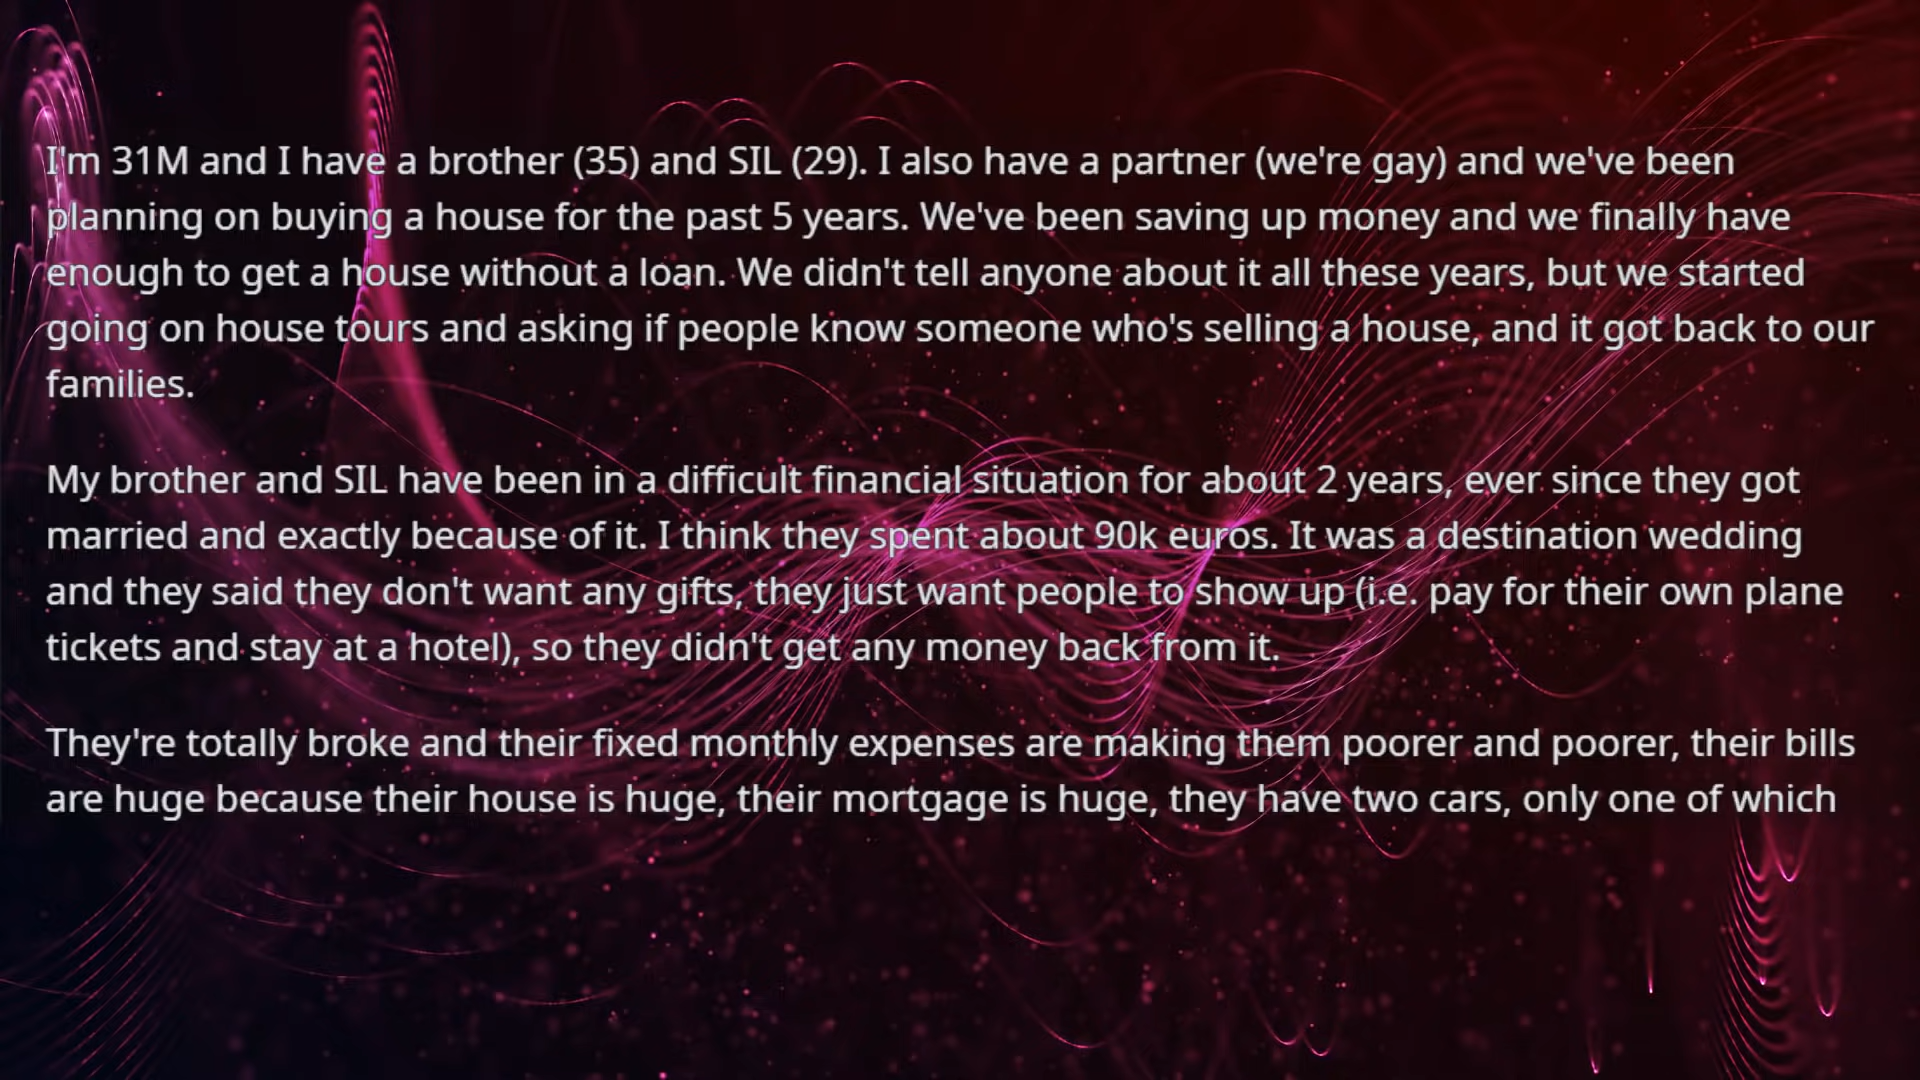 I'm 31M and I have a brother (35) and SIL (29). I also have a partner (we're gay) and we've been
planning on buying a house for the past 5 years. We've been saving up money and we finally have
enough to get a house without a loan. We didn't tell anyone about it all these years, but we started
going on house tours and asking if people know someone who's selling a house, and it got back to our
families.
My brother and SIL have been in a difficult financial situation for about 2 years, ever since they got
married and exactly because of it. I think they spent about 90k euros. It was a destination wedding
and they said they don't want any gifts, they just want people to show up (i.e. pay for their own plane
tickets and stay at a hotel), so they didn't get any money back from it.
They're totally broke and their fixed monthly expenses are making them poorer and poorer, their bills
are huge because their house is huge, their mortgage is huge, they have two cars, only one of which